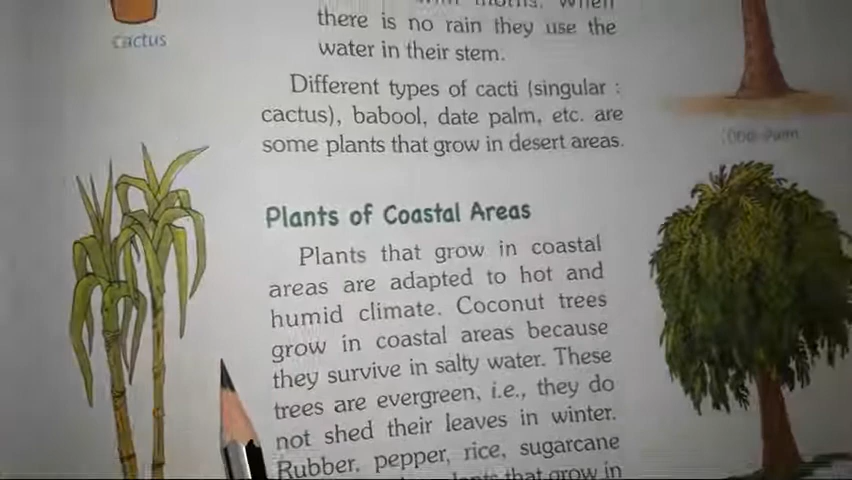 cactus
there is no rain they use the
water in their stem.
Different types of cacti (singular :
cactus), babool, date palm, etc. are
some plants that grow in desert areas.
Plants of Coastal Areas
Plants that grow in coastal
areas are adapted to hot and
humid climate. Coconut trees
grow in coastal areas because
they survive in salty water. These
trees are evergreen, i.e., they do
not shed their leaves in winter.
Rubber, pepper, rice, sugarcane
that grow in